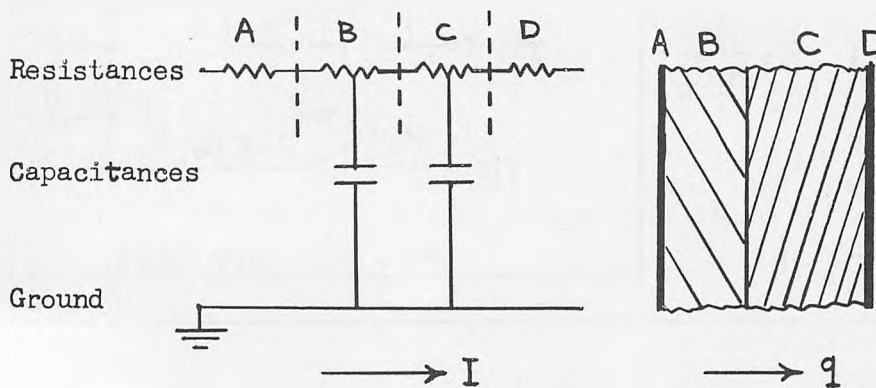 A B C D
Resistances
Capacitances
Ground
I
A B C D
q